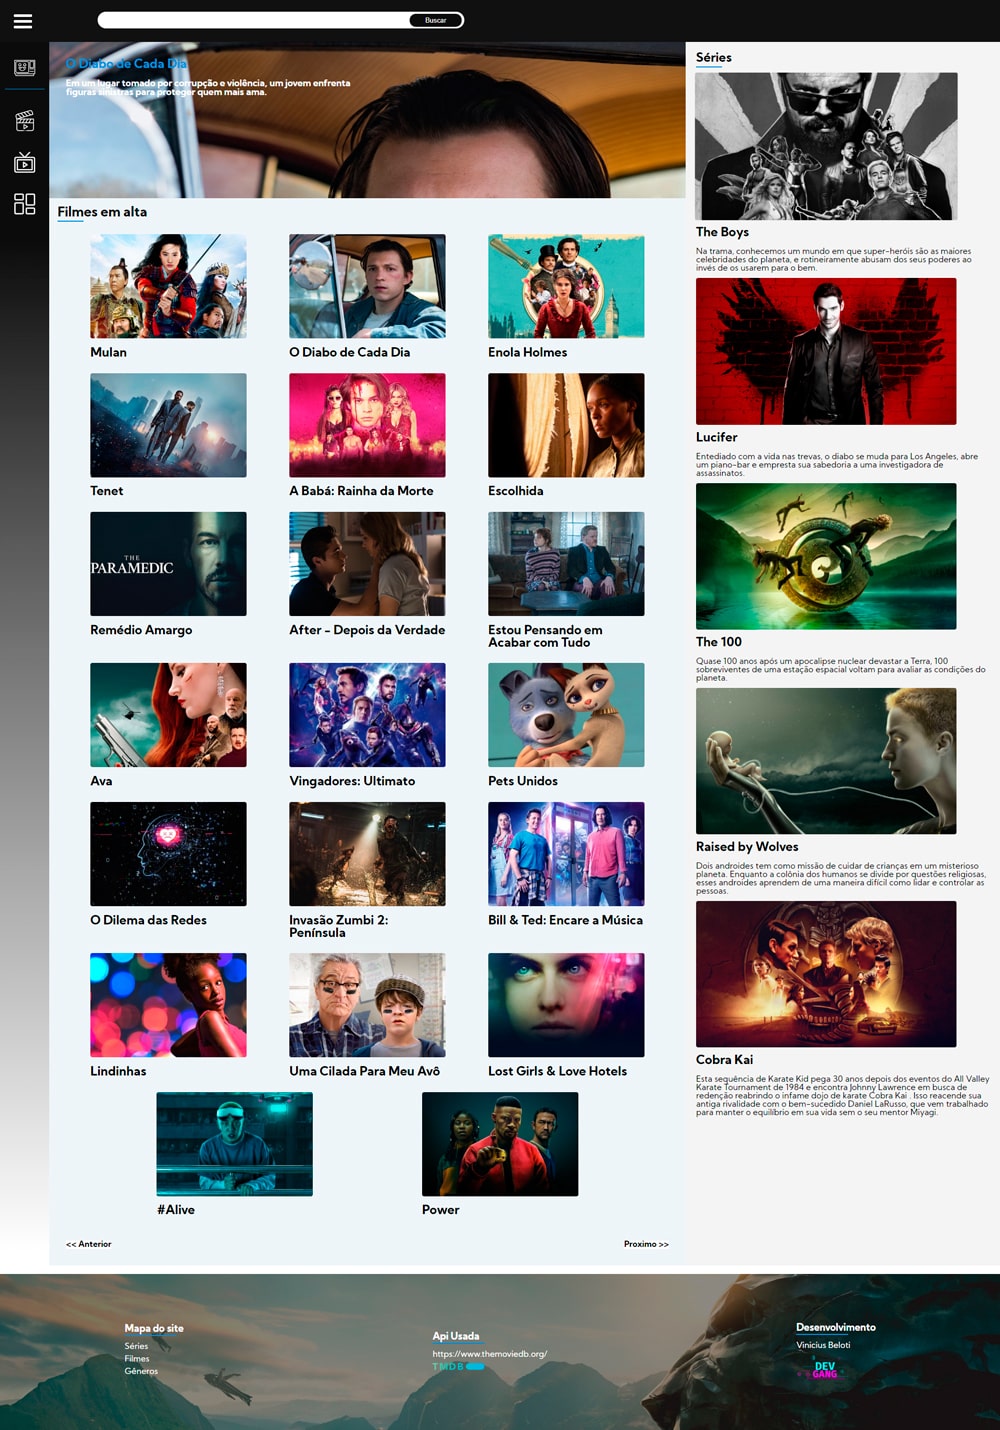 Buscar
O Diabo de Cada Dia
Em um lugar tomado por corrupção e violência, um jovem enfrenta
figuras sinistras para proteger quem mais ama.
Filmes em alta
Mulan
O Diabo de Cada Dia
Enola Holmes
Tenet
A Babá: Rainha da Morte
Escolhida
THE
PARAMEDIC
Remédio Amargo
After - Depois da Verdade
Estou Pensando em
Acabar com Tudo
Ava
Vingadores: Ultimato
Pets Unidos
O Dilema das Redes
Invasão Zumbi 2:
Península
Bill & Ted: Encare a Música
Lindinhas
Uma Cilada Para Meu Avô
Lost Girls & Love Hotels
#Alive
Power
<< Anterior
Proximo >>
Séries
The Boys
Na trama, conhecemos um mundo em que super-heróis são as maiores
celebridades do planeta, e rotineiramente abusam dos seus poderes ao
invés de os usarem para o bem.
Lucifer
Entediado com a vida nas trevas, o diabo se muda para Los Angeles, abre
um piano-bar e empresta sua sabedoria a uma investigadora de
assassinatos.
The 100
Quase 100 anos após um apocalipse nuclear devastar a Terra, 100
sobreviventes de uma estação espacial voltam para avaliar as condições do
planeta.
Raised by Wolves
Dois androides tem como missão de cuidar de crianças em um misterioso
planeta. Enquanto a colônia dos humanos se divide por questões religiosas,
esses androides aprendem de uma maneira difícil como lidar e controlar as
pessoas.
Cobra Kai
Esta sequência de Karate Kid pega 30 anos depois dos eventos do All Valley
Karate Tournament de 1984 e encontra Johnny Lawrence em busca de
redenção reabrindo o infame dojo de karate Cobra Kai . Isso reacende sua
antiga rivalidade com o bem-sucedido Daniel LaRusso, que vem trabalhado
para manter o equilíbrio em sua vida sem o seu mentor Miyagi.
Mapa do site
Séries
Filmes
Gêneros
Api Usada
https://www.themoviedb.org/
TMDB
Desenvolvimento
Vinicius Beloti
DEV
GANG